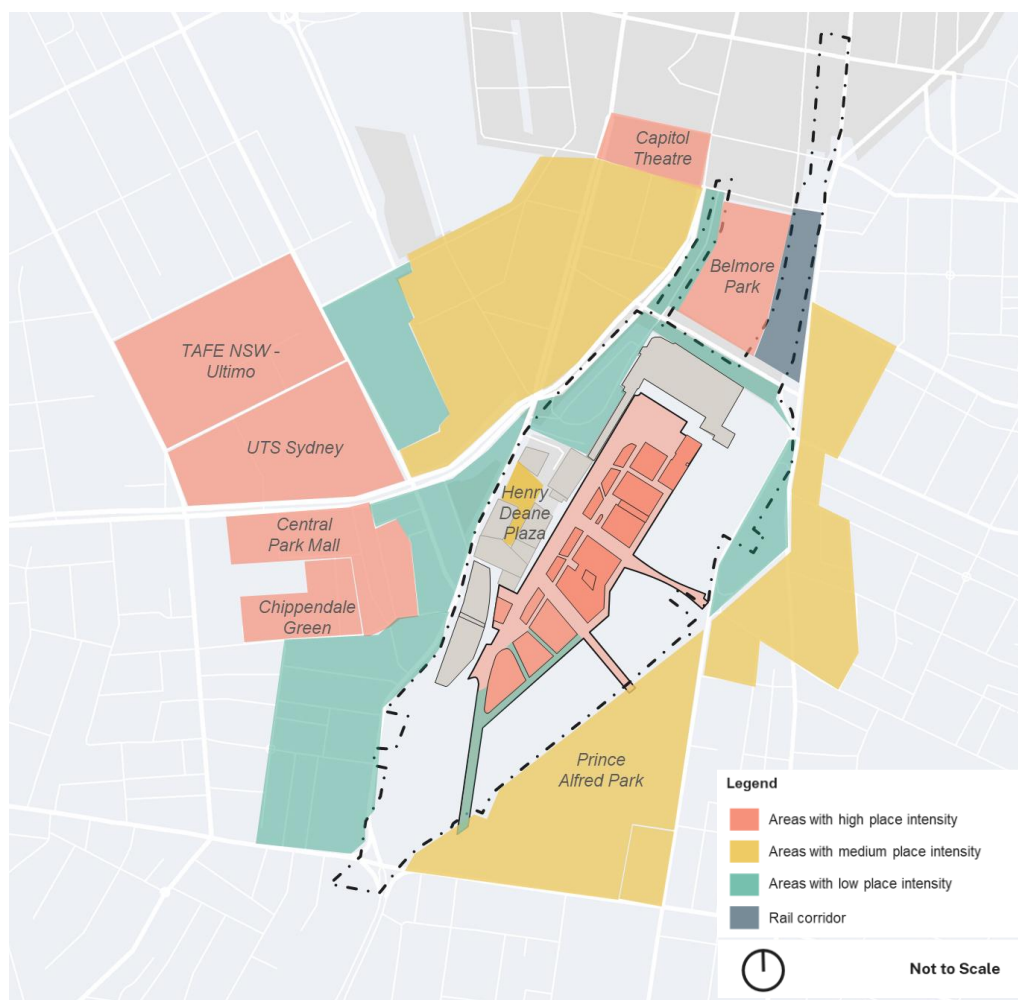 Capitol
Theatre
Belmore
Park
TAFE NSW -
Ultimo
UTS Sydney
Henry
Deane
Plaza
Central
Park Mall
Chippendale
Green
Prince
Alfred Park
Legend
Areas with high place intensity
Areas with medium place intensity
Areas with low place intensity
Rail corridor
Not to Scale